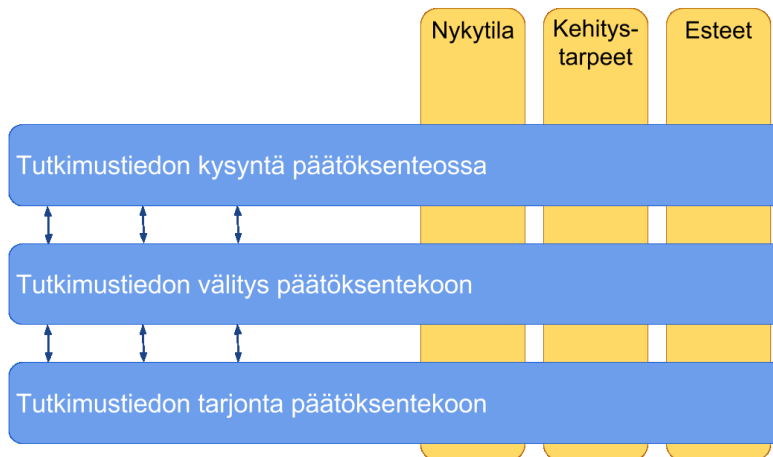 Nykytila
Kehitys-
tarpeet
Esteet
Tutkimustiedon kysyntä päätöksenteossa
Tutkimustiedon välitys päätöksentekoon
Tutkimustiedon tarjonta päätöksentekoon